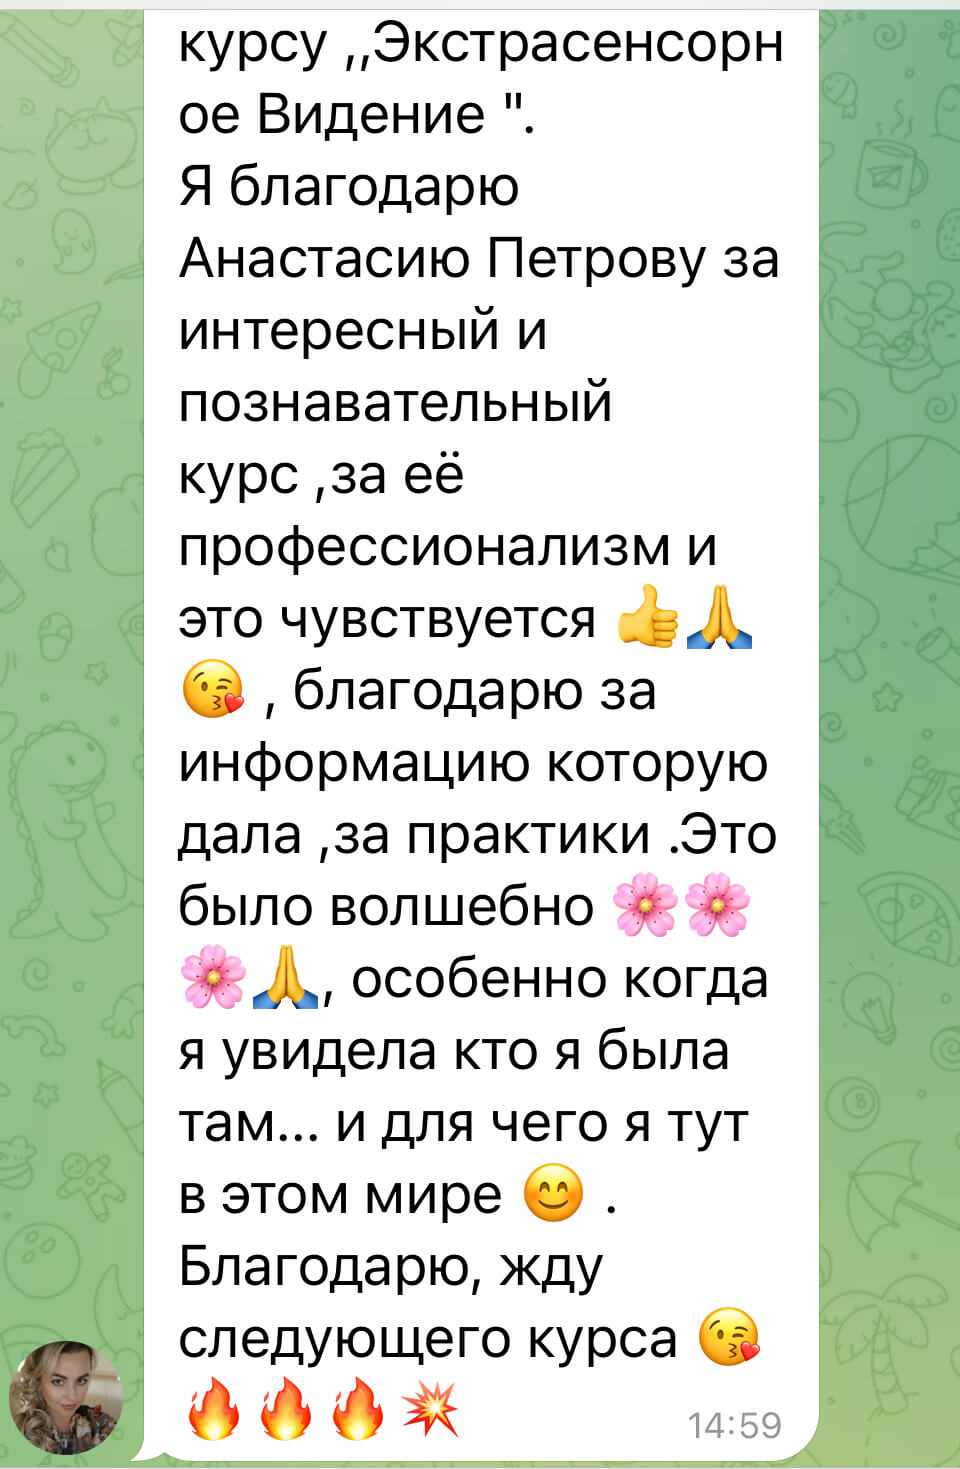 курсу ,,Экстрасенсорн
ое Видение ".
Я благодарю
Анастасию Петрову за
интересный и
познавательный
курс ,за её
профессионализм и
это чувствуется 👍🙏
😘 , благодарю за
информацию которую
дала ,за практики .Это
было волшебно 🌸🌸
🌸🙏, особенно когда
я увидела кто я была
там... и для чего я тут
в этом мире 😊 .
Благодарю, жду
следующего курса 😘
🔥🔥🔥💥
14:59